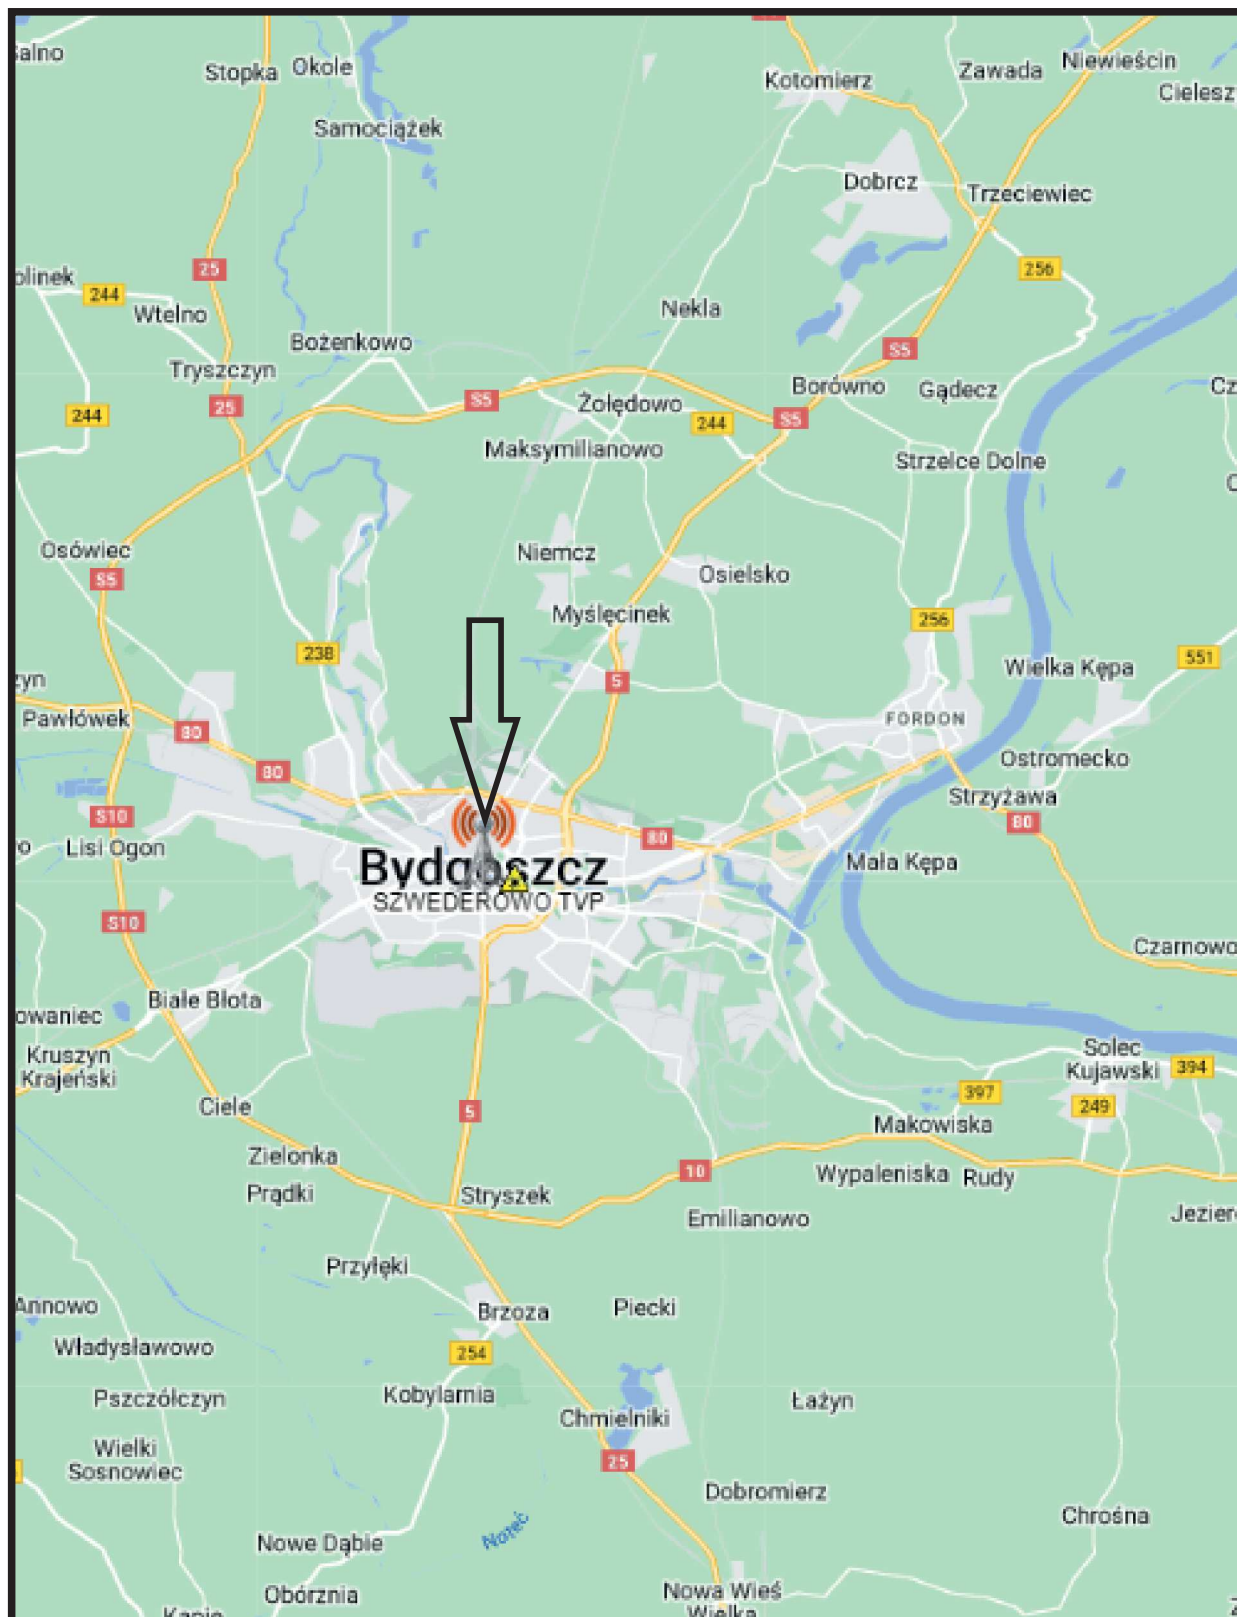 Stopka
Okole
Kotomierz
Zawada
Niewieścin
Samociążek
Dobrcz
Trzeciewiec
25
256
244
Wtelno
Nekla
Bożenkowo
S5
Tryszczyn
Borówno
Gądecz
S5
25
Żołędowo
244
244
S5
Maksymilianowo
Strzelce Dolne
Osówiec
Niemcz
S5
Osielsko
Myślęcinek
256
238
551
Wielka Kępa
5
Pawłówek
FORDON
80
Ostromecko
80
Strzyżawa
S10
80
80
Lisi Ogon
Mała Kępa
Bydgoszcz
SZWEDEROWO TVP
S10
Czarnowo
Białe Błota
Solec
Kujawski
Kruszyn
Krajeński
394
397
Ciele
249
5
Makowiska
Zielonka
10
Wypaleniska
Rudy
Prądki
Stryszek
Emilianowo
Przyłęki
Annowo
Brzoza
Piecki
Władysławowo
254
Pszczółczyn
Kobylarnia
Łażyn
Chmielniki
Wielki
Sosnowiec
25
Dobromierz
Chrośna
Noteć
Nowe Dąbie
Obórznia
Nowa Wieś
Wielka